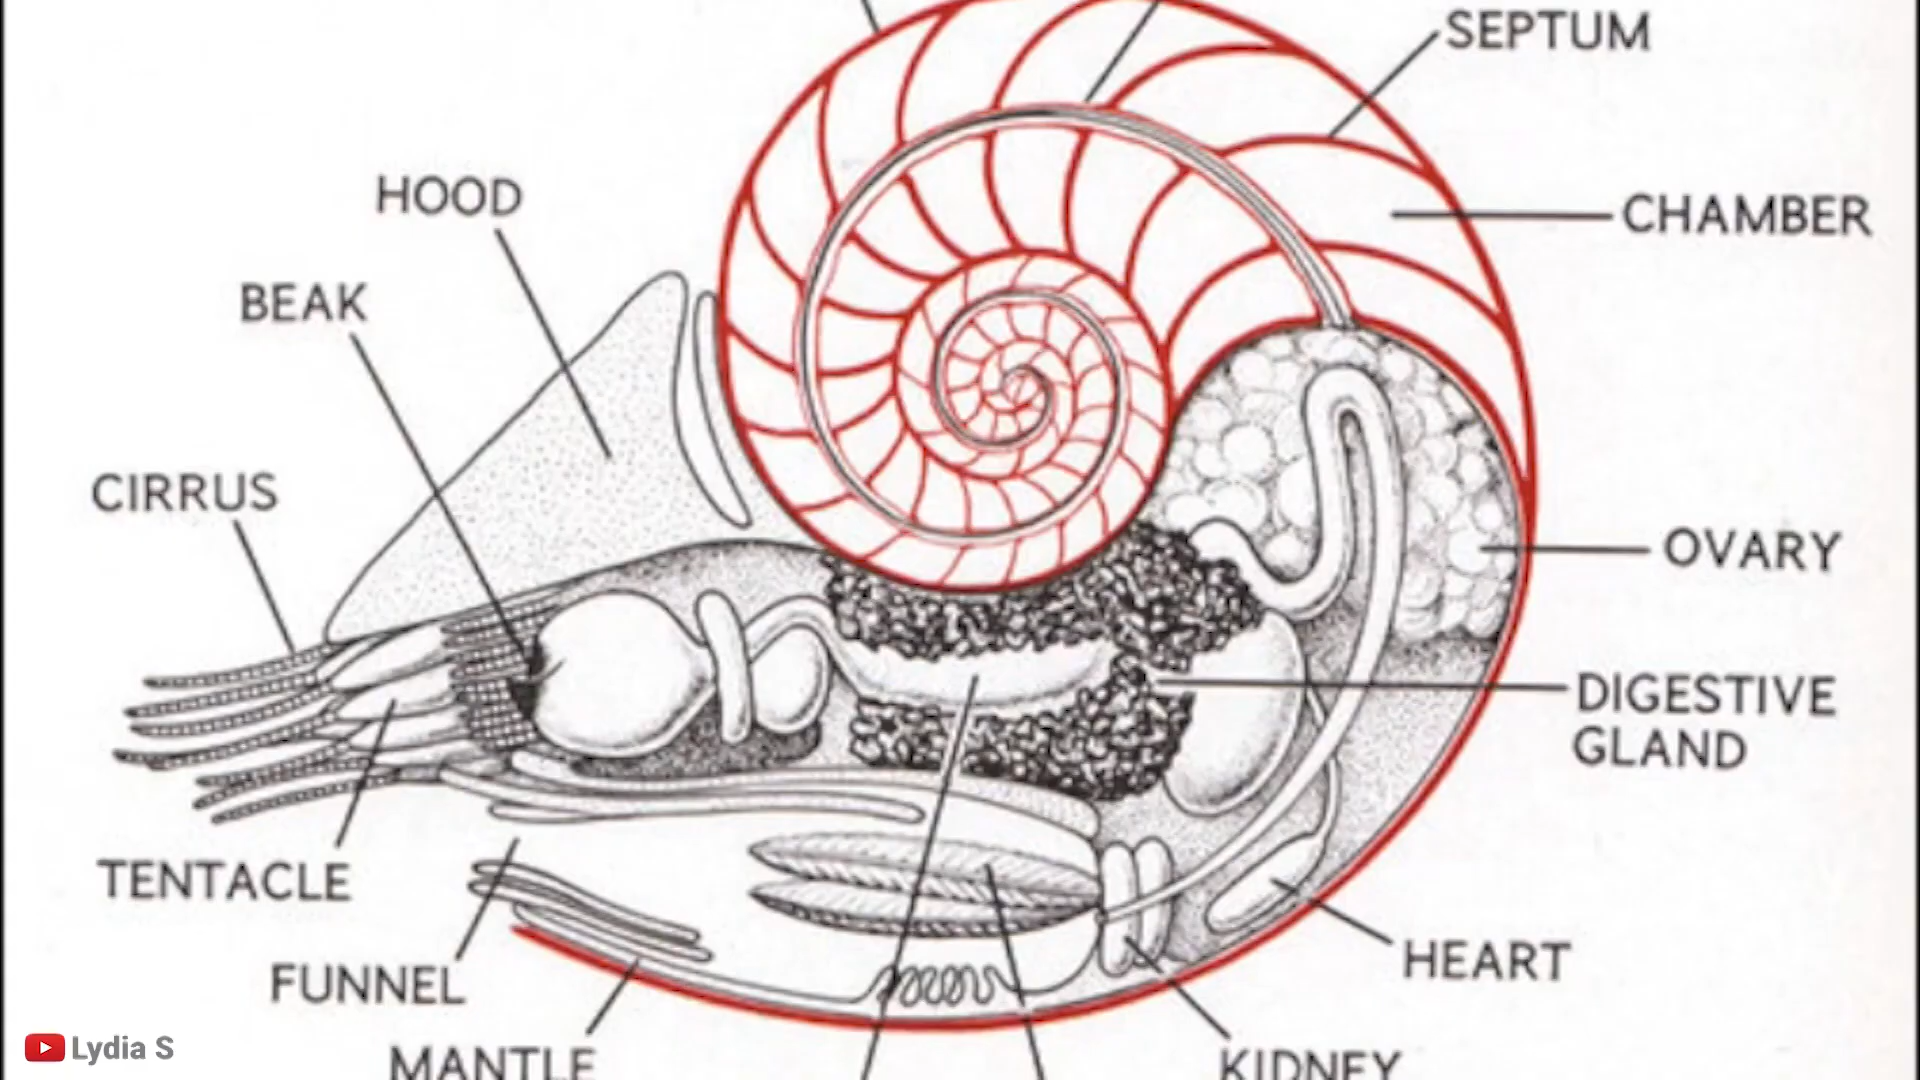 SEPTUM
HOOD
CHAMBER
BEAK
CIRRUS
OVARY
DIGESTIVE
GLAND
TENTACLE
HEART
FUNNEL
MANTLE
KIDNEY
Lydia S